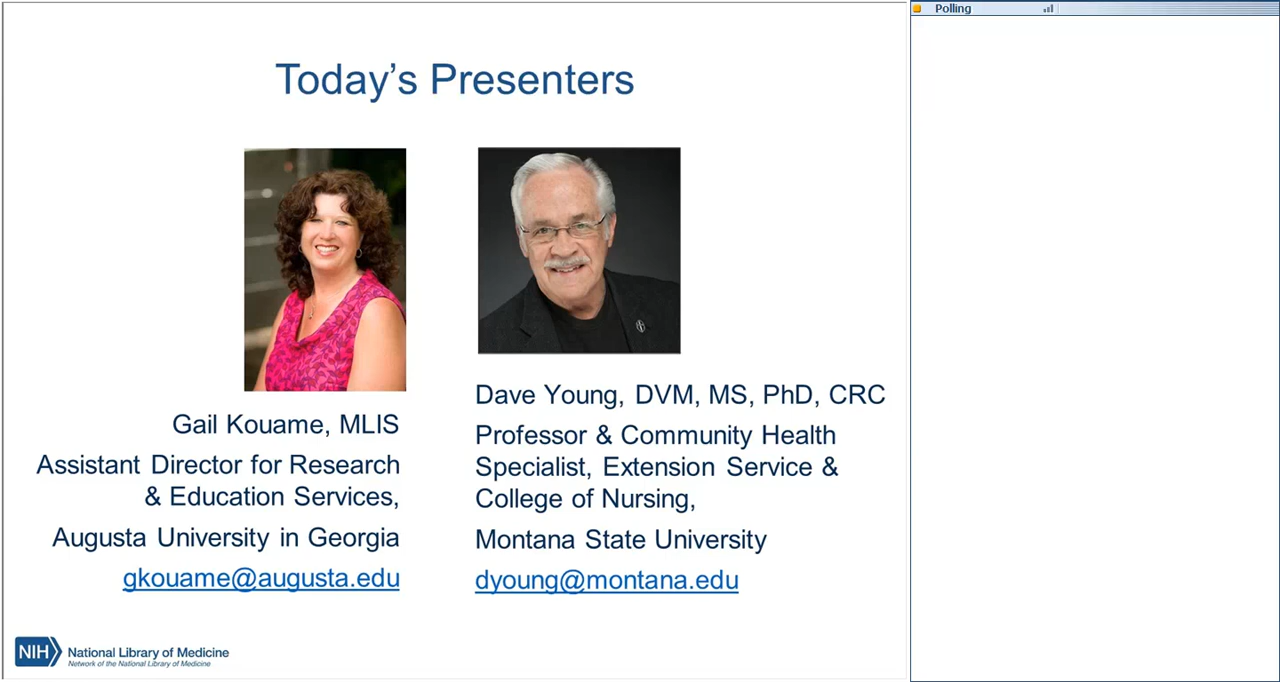 Today's Presenters
Gail Kouame, MLIS
Assistant Director for Research
& Education Services,
Augusta University in Georgia
gkouame@augusta.edu
Dave Young, DVM, MS, PhD, CRC
Professor & Community Health
Specialist, Extension Service &
College of Nursing,
Montana State University
dyoung@montana.edu
NIH
National Library of Medicine
Network of the National Library of Medicine
Polling